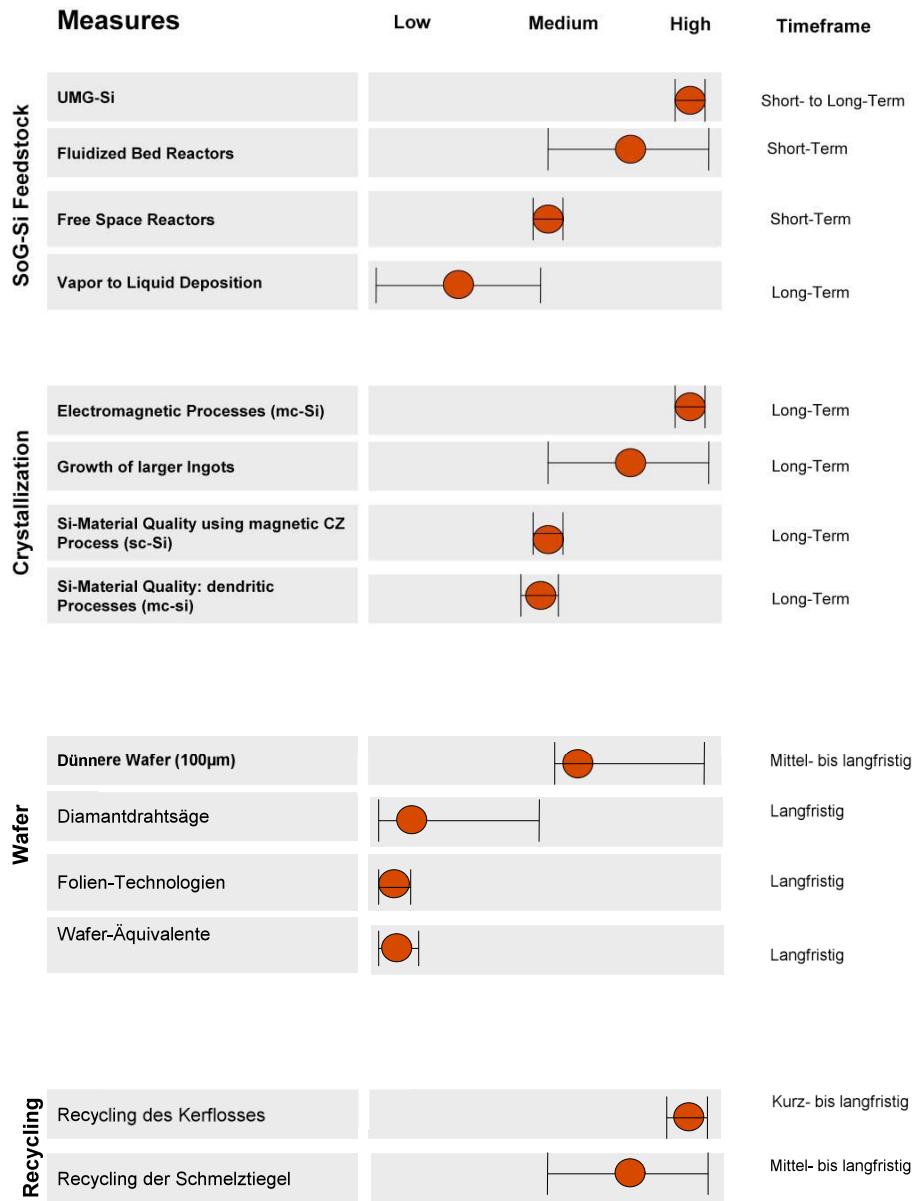 Measures Low Medium High Timeframe
SoG-Si Feedstock
UMG-Si Short- to Long-Term
Fluidized Bed Reactors Short-Term
Free Space Reactors Short-Term
Vapor to Liquid Deposition Long-Term
Crystallization
Electromagnetic Processes (mc-Si) Long-Term
Growth of larger Ingots Long-Term
Si-Material Quality using magnetic CZ
Process (sc-Si) Long-Term
Si-Material Quality: dendritic
Processes (mc-si) Long-Term
Wafer
Dünnere Wafer (100µm) Mittel- bis langfristig
Diamantdrahtsäge Langfristig
Folien-Technologien Langfristig
Wafer-Äquivalente Langfristig
Recycling
Recycling des Kerflosses Kurz- bis langfristig
Recycling der Schmelztiegel Mittel- bis langfristig